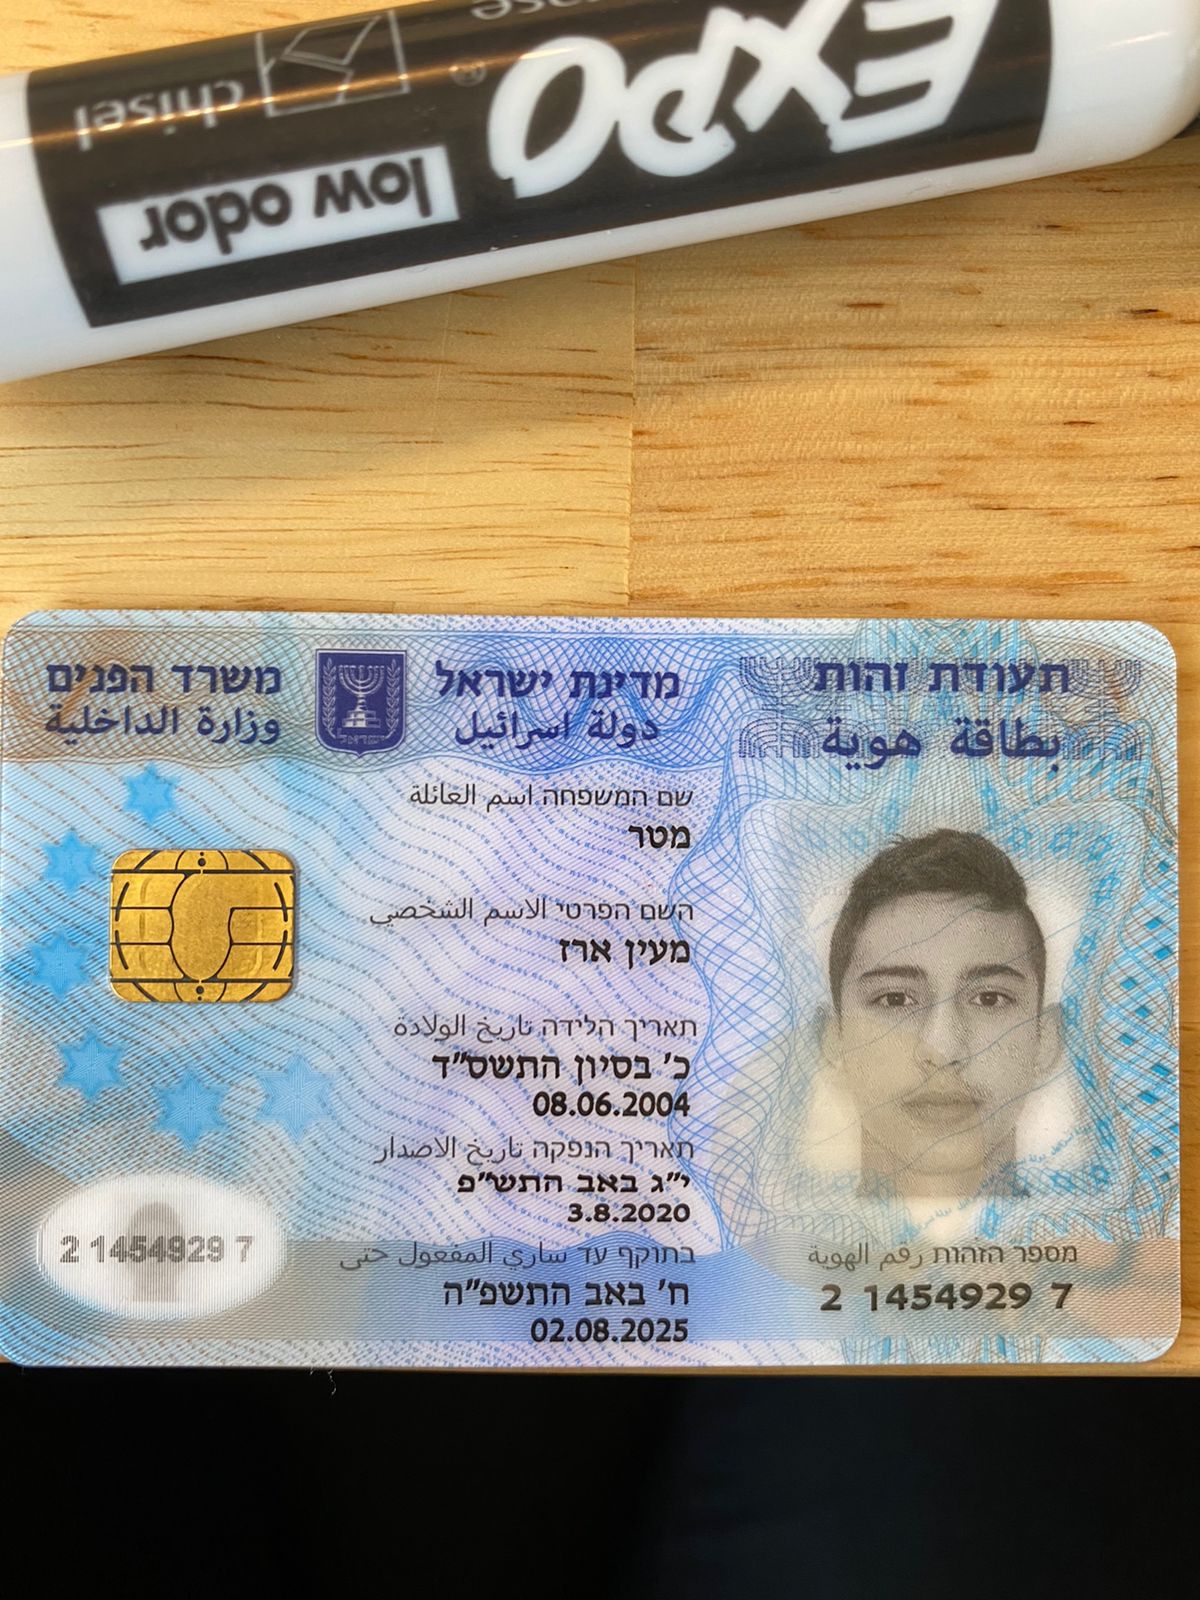 EXPO®
low odor
chisel
תעודת זהות
بطاقة هوية
מדינת ישראל
دولة اسرائيل
משרד הפנים
وزارة الداخلية
שם המשפחה اسم العائلة
מטר
השם הפרטי الاسم الشخصي
מעין ארז
תאריך הלידה تاريخ الولادة
כ' בסיון התשס"ד
08.06.2004
תאריך הנפקה تاريخ الاصدار
י"ג באב התש"פ
3.8.2020
בתוקף עד ساري المفعول حتى
ח' באב התשפ"ה
02.08.2025
מספר הזהות رقم الهوية
2 1454929 7
2 1454929 7